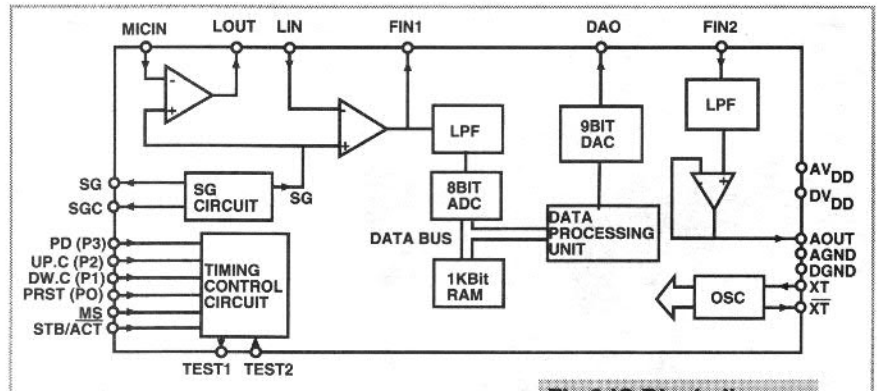 MICIN LOUT LIN FIN1 DAO FIN2
LPF
9BIT
DAC
LPF
8BIT
ADC
SG
SGC
SG
CIRCUIT
SG
AVDD
DVDD
DATA BUS
DATA
PROCESSING
UNIT
1KBit
RAM
PD (P3)
UP.C (P2)
DW.C (P1)
PRST (PO)
MS
STB/ACT
TIMING
CONTROL
CIRCUIT
AOUT
AGND
DGND
XT
XT
OSC
TEST1 TEST2